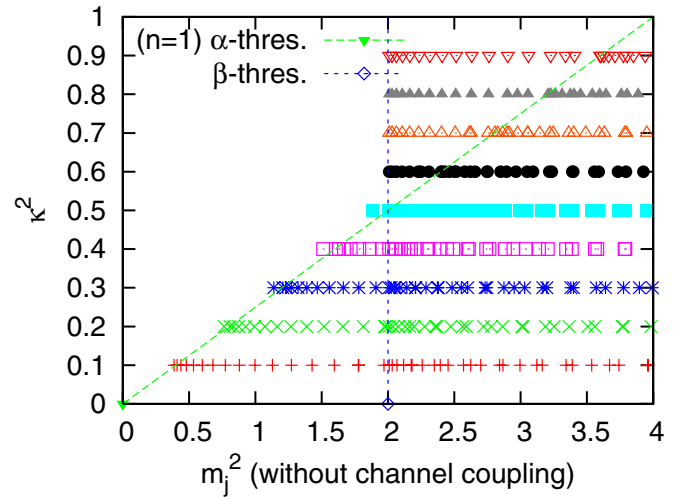 (n=1) α-thres.
β-thres.
1
0.9
0.8
0.7
0.6
0.5
0.4
0.3
0.2
0.1
0
κ²
0 0.5 1 1.5 2 2.5 3 3.5 4
m_j² (without channel coupling)